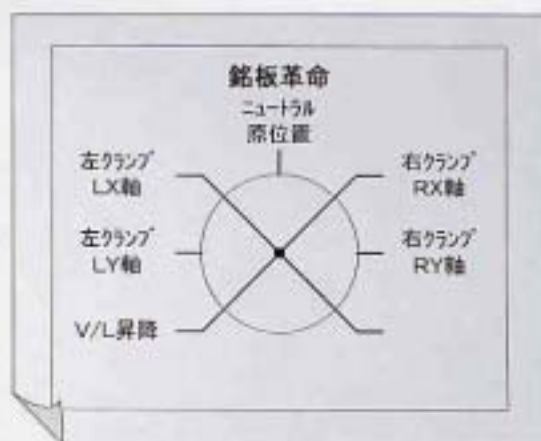 銘板革命
ニュートラル
原位置
左クランプ
LX軸
右クランプ
RX軸
左クランプ
LY軸
右クランプ
RY軸
V/L昇降